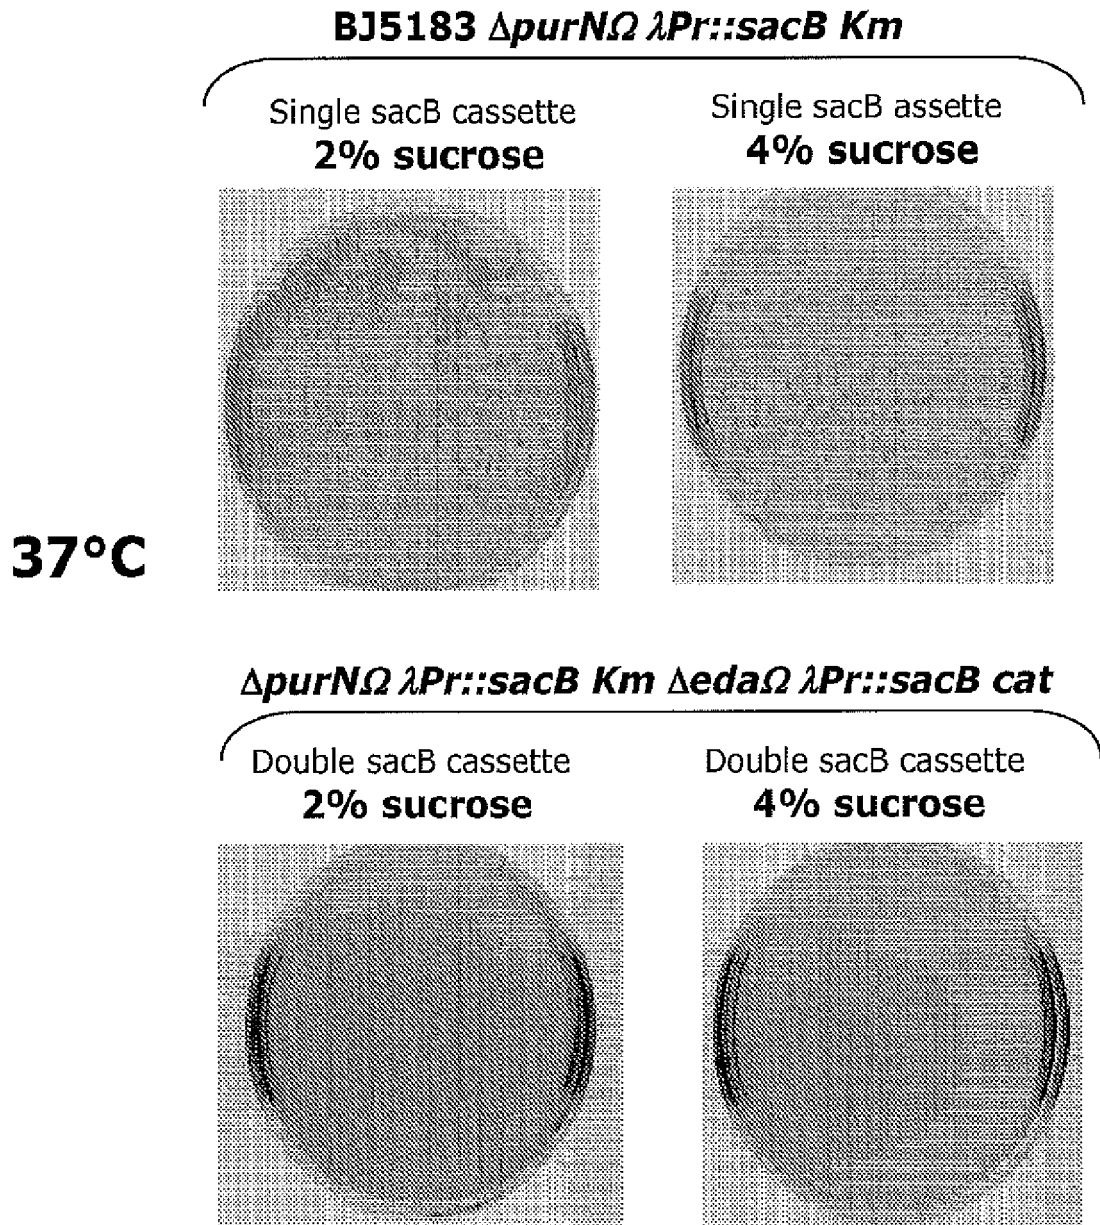 BJ5183 ΔpurNΩ λPr::sacB Km
Single sacB cassette
2% sucrose
Single sacB assette
4% sucrose
37°C
ΔpurNΩ λPr::sacB Km ΔedaΩ λPr::sacB cat
Double sacB cassette
2% sucrose
Double sacB cassette
4% sucrose